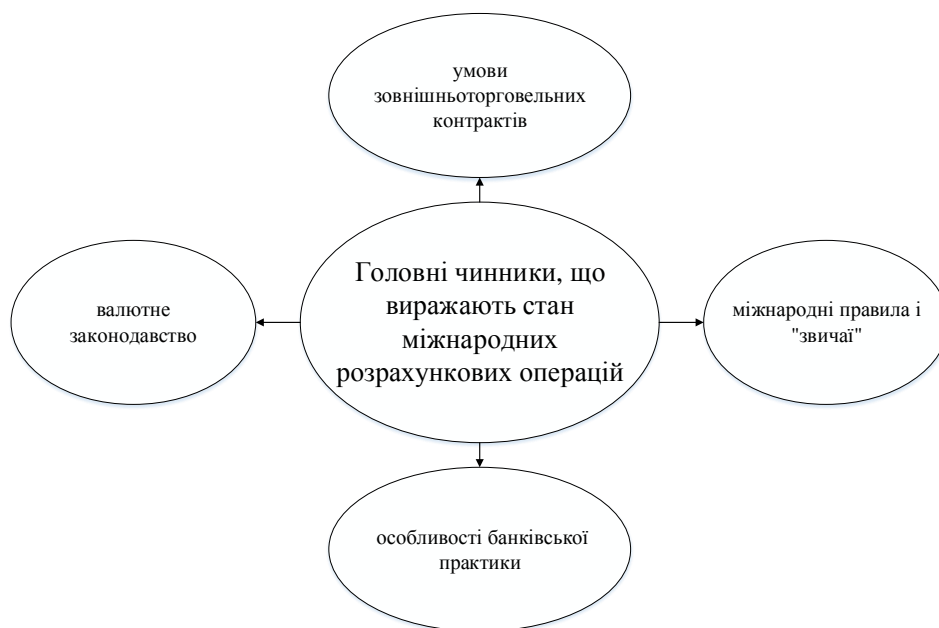 умови
зовнішньоторговельних
контрактів
Головні чинники, що
виражають стан
міжнародних
розрахункових операцій
валютне
законодавство
міжнародні правила і
"звичаї"
особливості банківської
практики